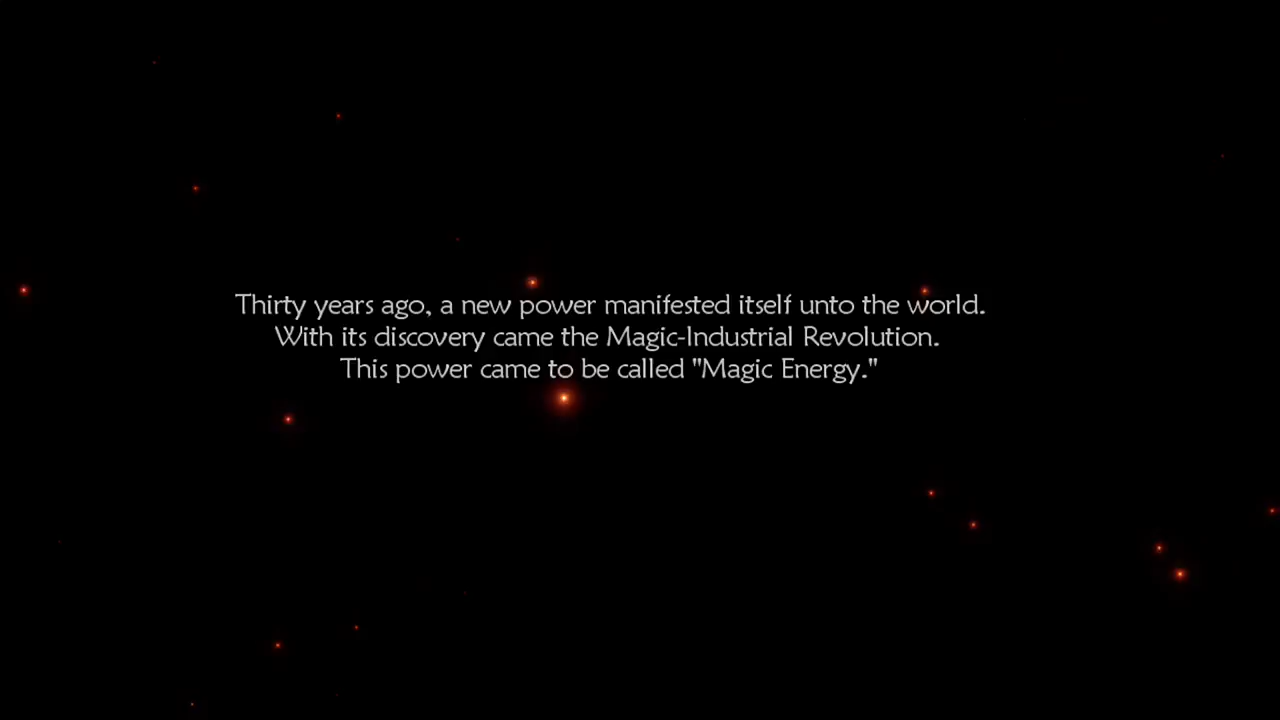 Thirty years ago, a new power manifested itself unto the world.
With its discovery came the Magic-Industrial Revolution.
This power came to be called "Magic Energy."